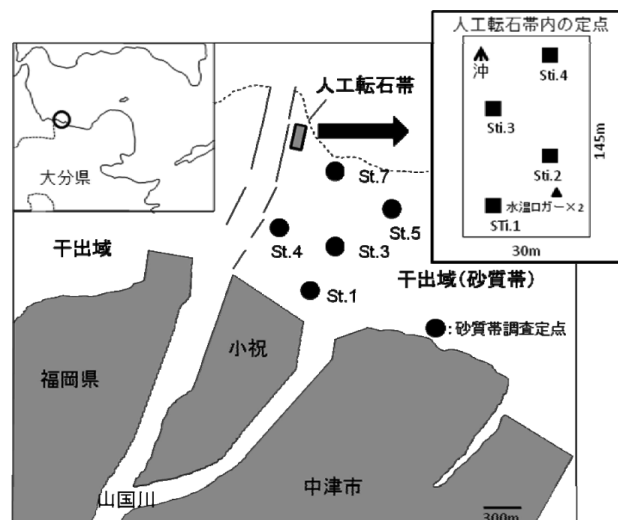 人工転石帯内の定点
沖
Sti.4
Sti.3
Sti.2
水温ロガー×2
STi.1
145m
30m
人工転石帯
大分県
St.7
St.5
St.4
St.3
干出域
干出域(砂質帯)
St.1
●:砂質帯調査定点
小祝
福岡県
山国川
中津市
300m